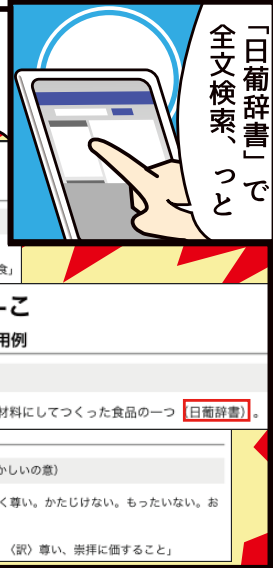 「日葡辞書」で
全文検索、っと
食」
ーこ
用例
材料にしてつくった食品の一つ〔日葡辞書〕。
かしいの意）
く尊い。かたじけない。もったいない。お
〈訳〉尊い、崇拝に価すること」